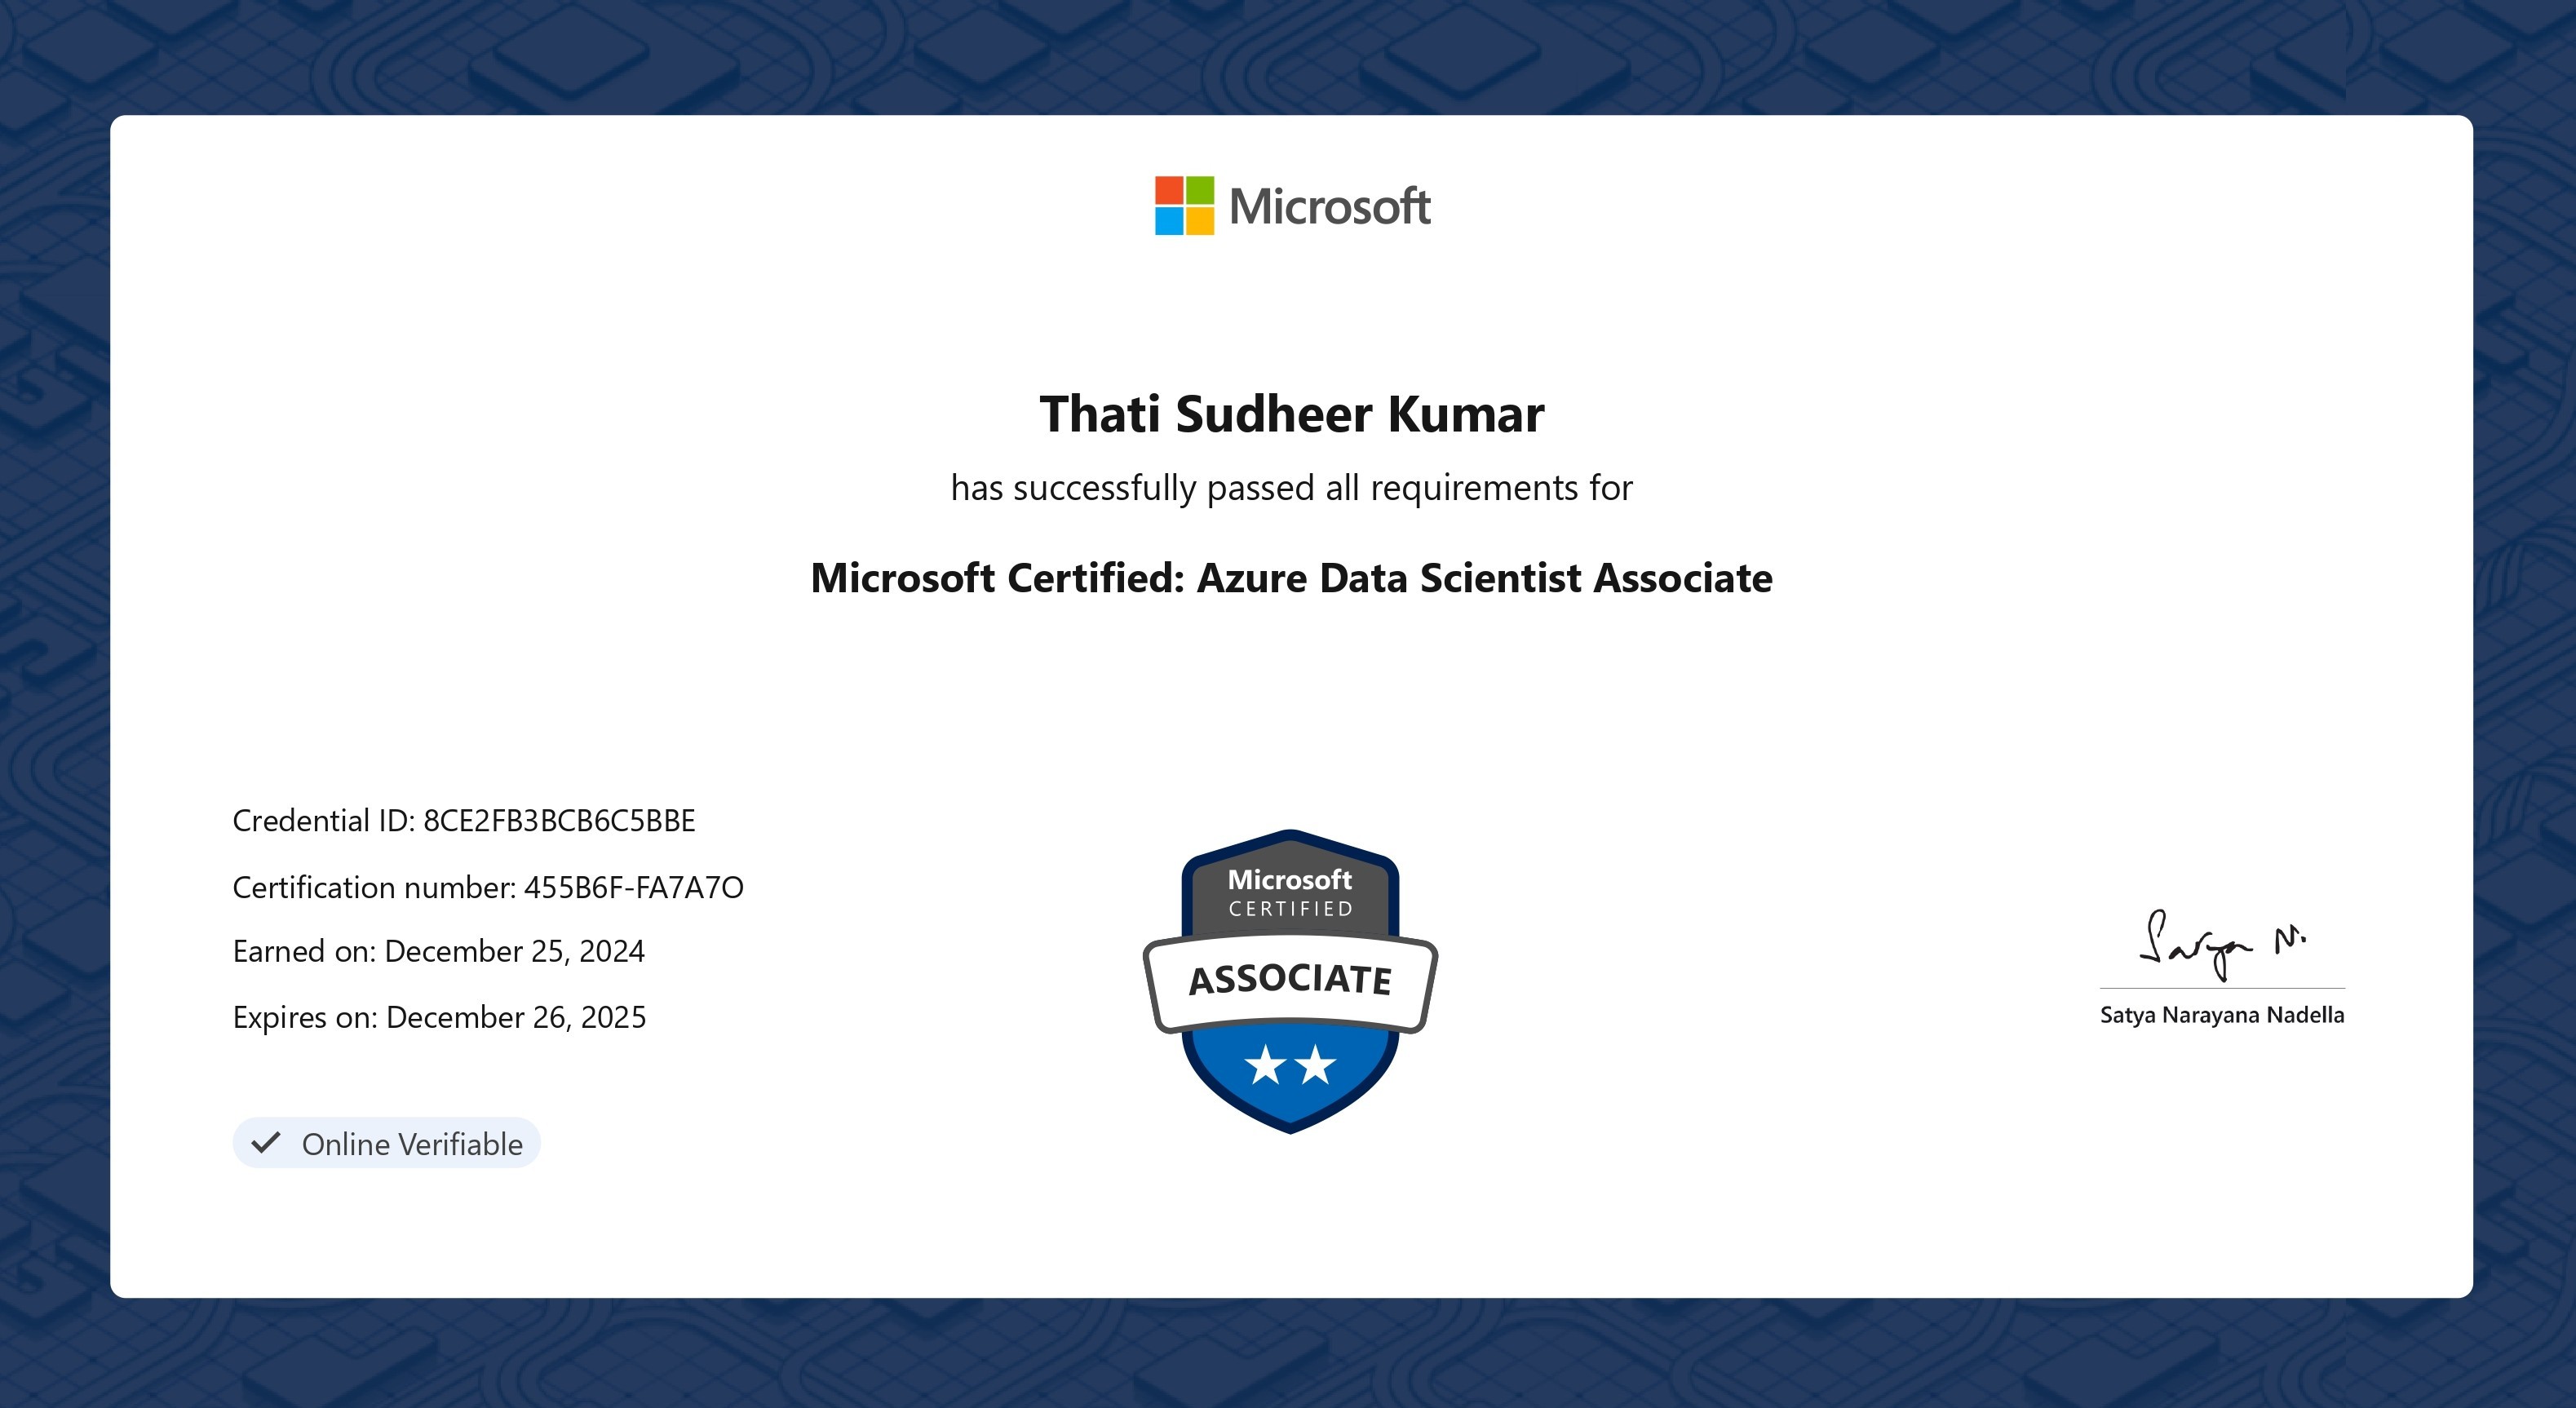 Microsoft
Thati Sudheer Kumar
has successfully passed all requirements for
Microsoft Certified: Azure Data Scientist Associate
Credential ID: 8CE2FB3BCB6C5BBE
Certification number: 455B6F-FA7A7O
Earned on: December 25, 2024
Expires on: December 26, 2025
Online Verifiable
Microsoft
CERTIFIED
ASSOCIATE
Satya N.
Satya Narayana Nadella